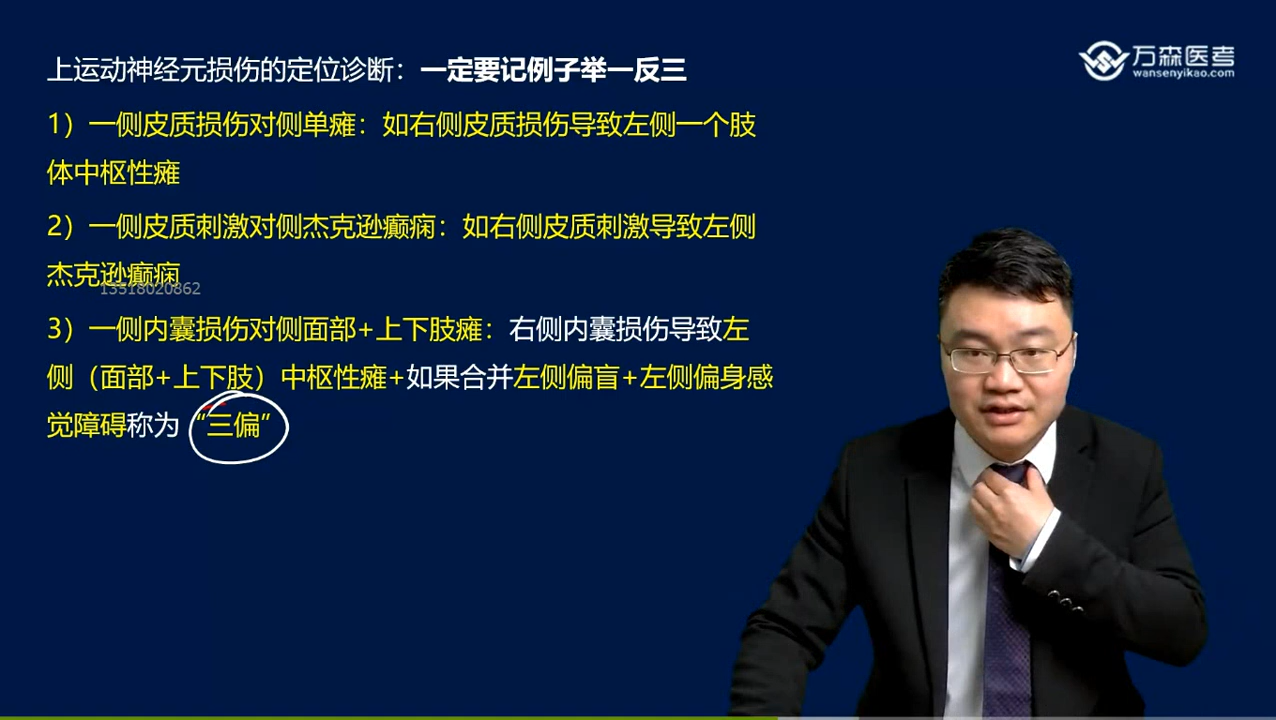 上运动神经元损伤的定位诊断：一定要记例子举一反三
万森医考
wansenyikao.com
1）一侧皮质损伤对侧单瘫：如右侧皮质损伤导致左侧一个肢
体中枢性瘫
2）一侧皮质刺激对侧杰克逊癫痫：如右侧皮质刺激导致左侧
杰克逊癫痫
13518020862
3）一侧内囊损伤对侧面部+上下肢瘫：右侧内囊损伤导致左
侧（面部+上下肢）中枢性瘫+如果合并左侧偏盲+左侧偏身感
觉障碍称为“三偏”